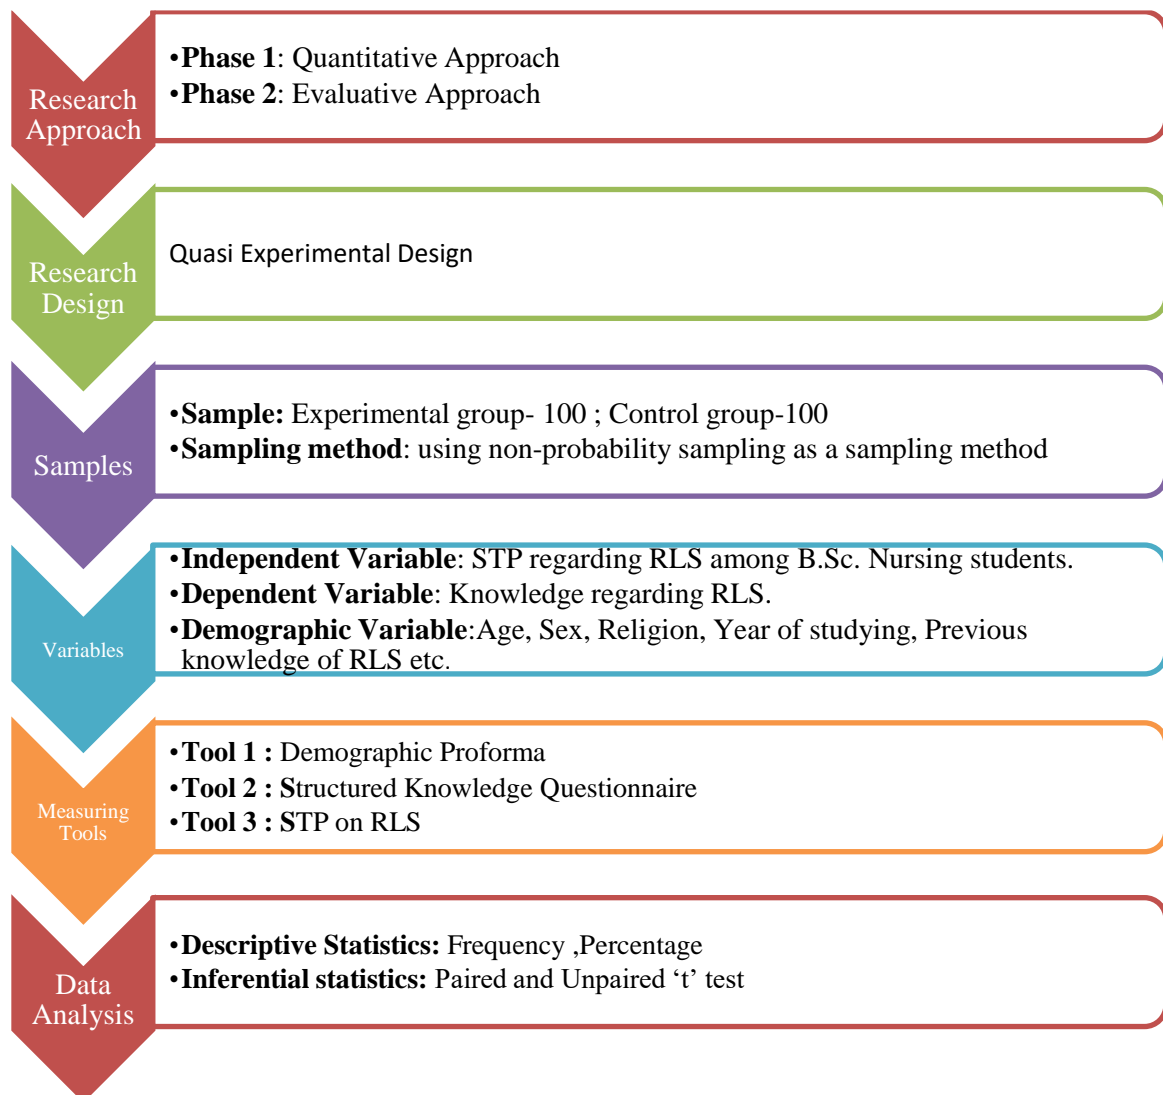 Research
Approach
•Phase 1: Quantitative Approach
•Phase 2: Evaluative Approach
Research
Design
Quasi Experimental Design
Samples
•Sample: Experimental group- 100 ; Control group-100
•Sampling method: using non-probability sampling as a sampling method
Variables
•Independent Variable: STP regarding RLS among B.Sc. Nursing students.
•Dependent Variable: Knowledge regarding RLS.
•Demographic Variable:Age, Sex, Religion, Year of studying, Previous
knowledge of RLS etc.
Measuring
Tools
•Tool 1 : Demographic Proforma
•Tool 2 : Structured Knowledge Questionnaire
•Tool 3 : STP on RLS
Data
Analysis
•Descriptive Statistics: Frequency ,Percentage
•Inferential statistics: Paired and Unpaired ‘t’ test